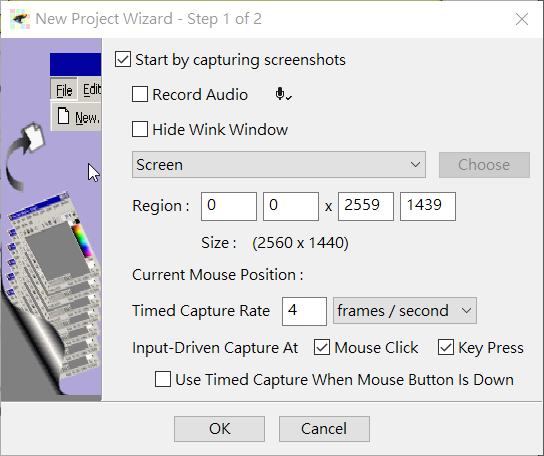 New Project Wizard - Step 1 of 2
Start by capturing screenshots
File Edit
Record Audio
New.
Hide Wink Window
Screen Choose
Region : 0 0 x 2559 1439
Size : (2560 x 1440)
Current Mouse Position :
Timed Capture Rate 4 frames / second
Input-Driven Capture At Mouse Click Key Press
Use Timed Capture When Mouse Button Is Down
OK Cancel